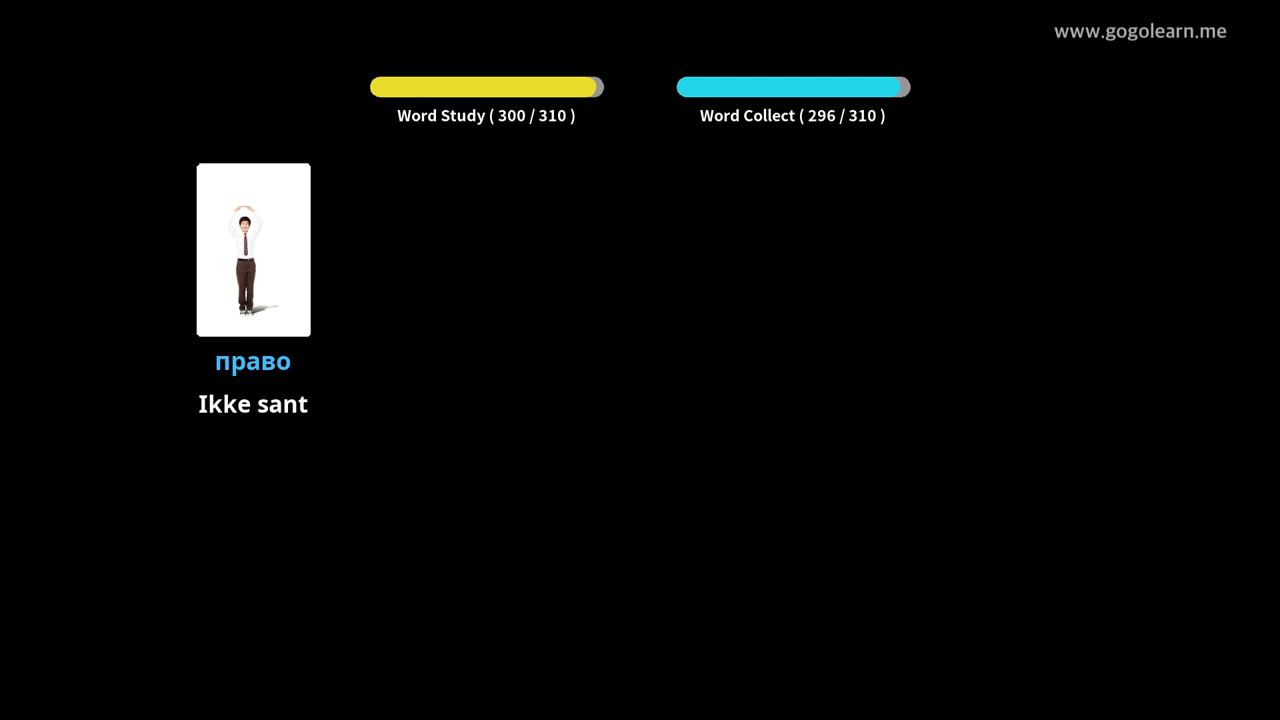 www.gogolearn.me
Word Study ( 300 / 310 )
Word Collect ( 296 / 310 )
право
Ikke sant